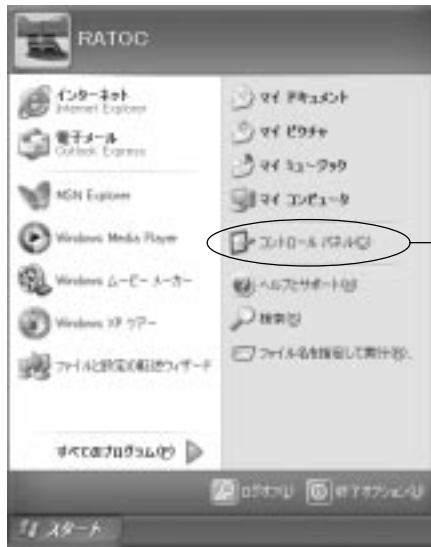 RATOC
インターネット
Internet Explorer
電子メール
Outlook Express
MSN Explorer
Windows Media Player
Windows ムービー メーカー
Windows XP ツアー
ファイルと設定の転送ウィザード
すべてのプログラム(P)
マイ ドキュメント
マイ ピクチャ
マイ ミュージック
マイ コンピュータ
コントロール パネル(C)
ヘルプとサポート(H)
検索(S)
ファイル名を指定して実行(R)...
ログオフ(L)
終了オプション(U)
スタート